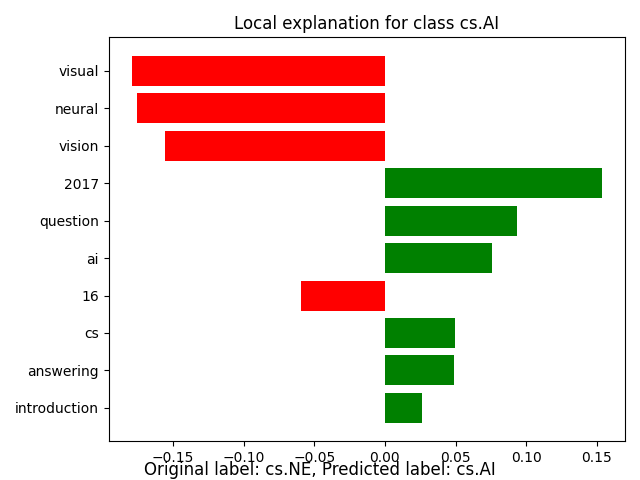 Local explanation for class cs.AI
visual
neural
vision
2017
question
ai
16
cs
answering
introduction
−0.15 −0.10 −0.05 0.00 0.05 0.10 0.15
Original label: cs.NE, Predicted label: cs.AI